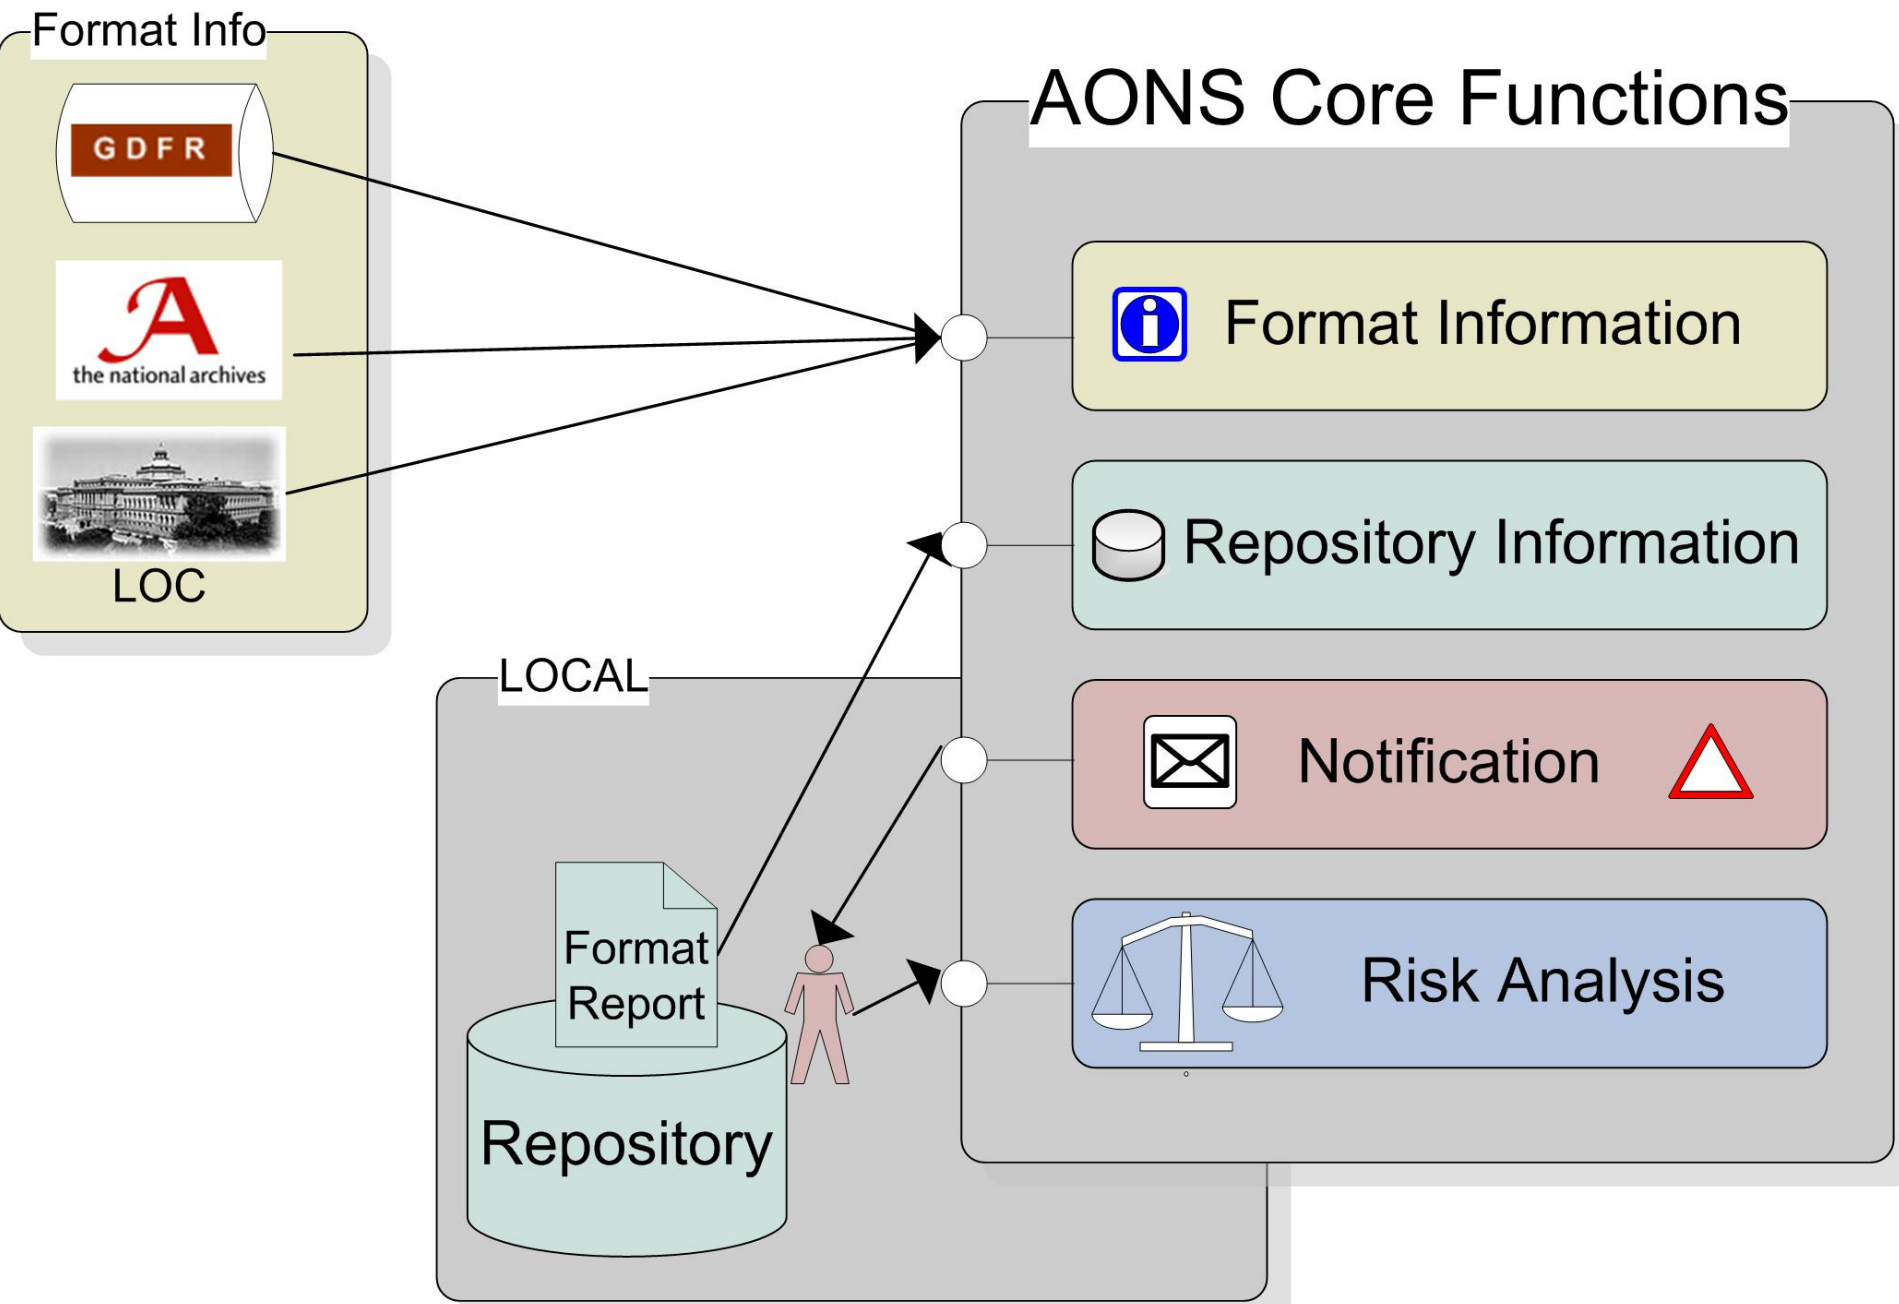 Format Info
GDFR
the national archives
LOC
AONS Core Functions
Format Information
Repository Information
Notification
Risk Analysis
LOCAL
Format
Report
Repository